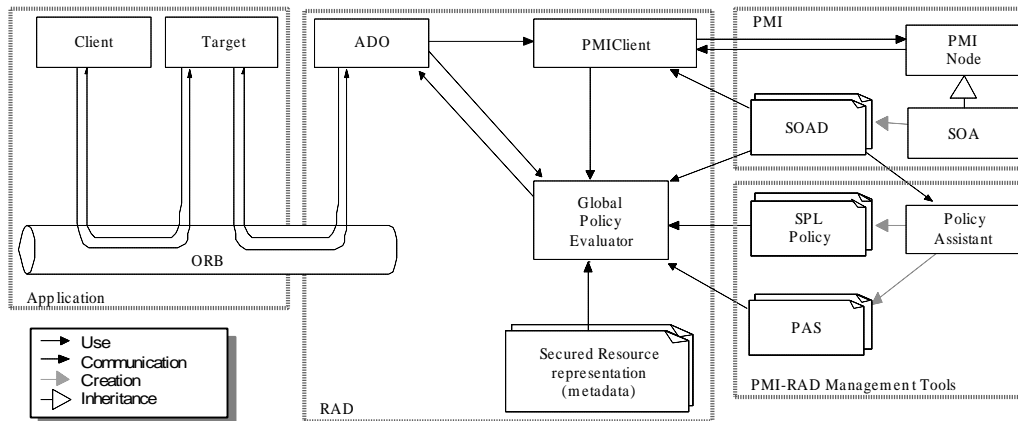 PMI
Client
Target
ADO
PMIClient
PMI
Node
SOAD
SOA
Global
Policy
Evaluator
SPL
Policy
Policy
Assistant
ORB
Application
PAS
Use
Communication
Creation
Inheritance
Secured Resource
representation
(metadata)
RAD
PMI-RAD Management Tools